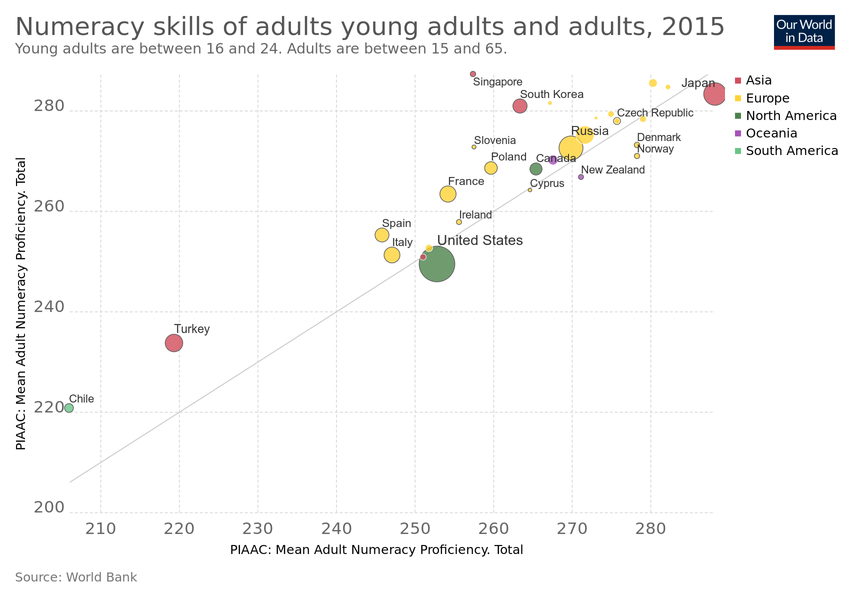 Numeracy skills of adults young adults and adults, 2015
Young adults are between 16 and 24. Adults are between 15 and 65.
Our World
in Data
Asia
Europe
North America
Oceania
South America
PIAAC: Mean Adult Numeracy Proficiency. Total
280
260
240
220
200
Singapore
Japan
South Korea
Czech Republic
Russia
Slovenia
Denmark
Norway
Poland
Canada
New Zealand
France
Cyprus
Ireland
Spain
Italy
United States
Turkey
Chile
210
220
230
240
250
260
270
280
PIAAC: Mean Adult Numeracy Proficiency. Total
Source: World Bank